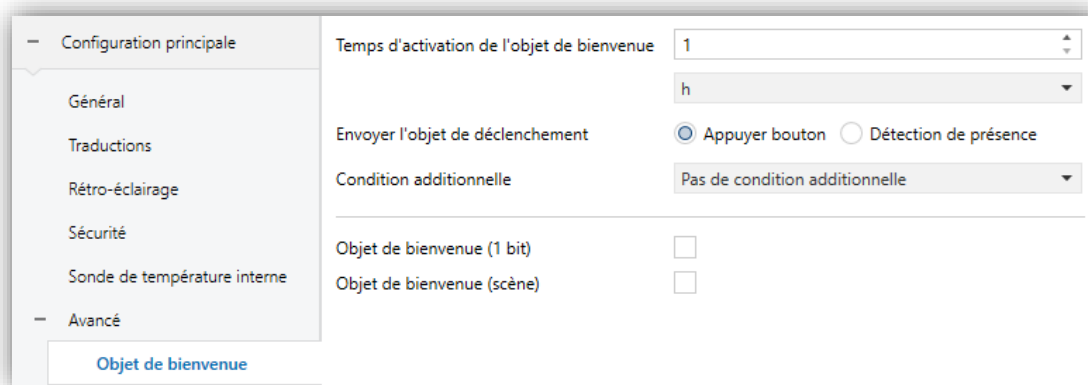 Configuration principale
Général
Traductions
Rétro-éclairage
Sécurité
Sonde de température interne
Avancé
Objet de bienvenue
Temps d'activation de l'objet de bienvenue 1
h
Envoyer l'objet de déclenchement Appuyer bouton Détection de présence
Condition additionnelle Pas de condition additionnelle
Objet de bienvenue (1 bit)
Objet de bienvenue (scène)